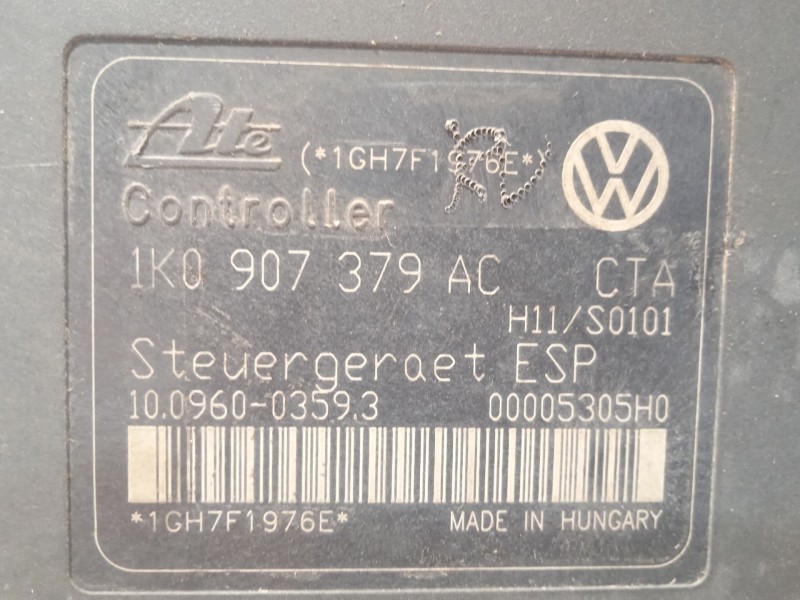 Ate
(*1GH7F1976E*)
Controller
1K0 907 379 AC CTA
H11/S0101
Steuergeraet ESP
10.0960-0359.3 00005305H0
*1GH7F1976E* MADE IN HUNGARY